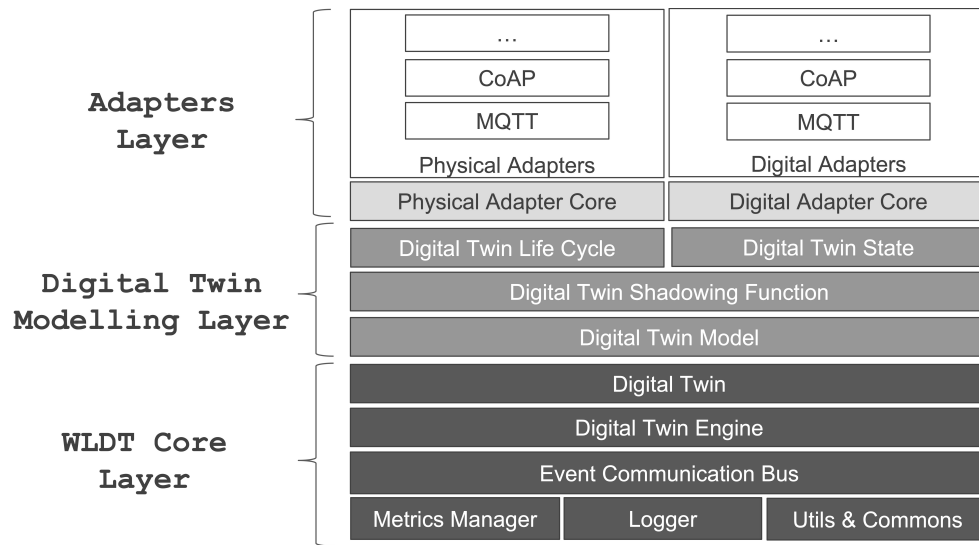 Adapters
Layer
…
CoAP
MQTT
Physical Adapters
…
CoAP
MQTT
Digital Adapters
Physical Adapter Core
Digital Adapter Core
Digital Twin
Modelling Layer
Digital Twin Life Cycle
Digital Twin State
Digital Twin Shadowing Function
Digital Twin Model
WLDT Core
Layer
Digital Twin
Digital Twin Engine
Event Communication Bus
Metrics Manager
Logger
Utils & Commons